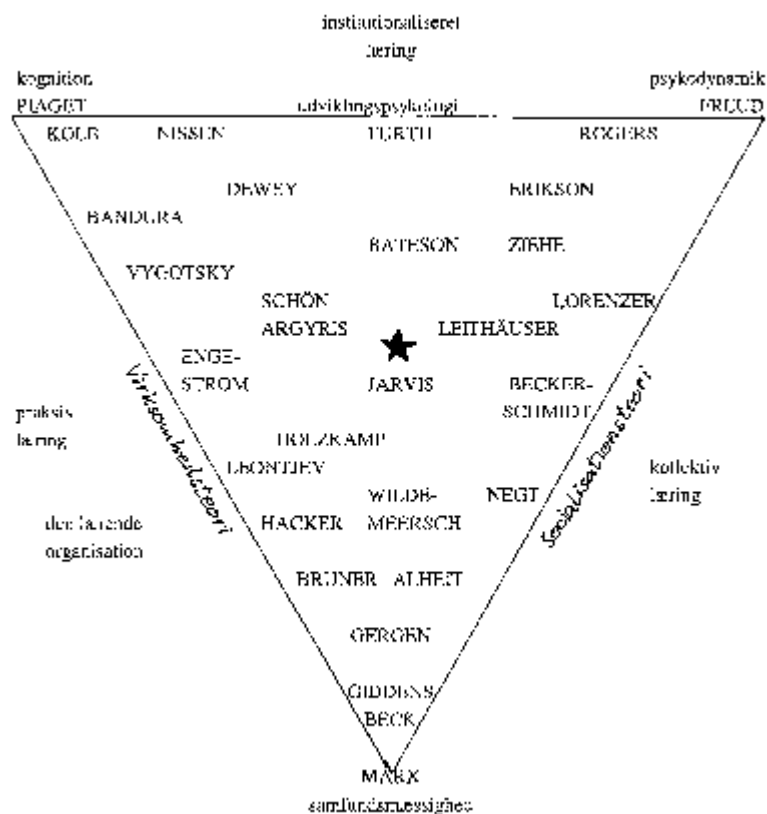 institutionaliseret
læring
kognition
psykodynamik
PIAGET
udviklingspsykologi
FREUD
KOLB NISSEN FURTH ROGERS
DEWEY ERIKSON
BANDURA
BATESON ZIEHE
VYGOTSKY
SCHÖN LORENZER
ARGYRIS LEITHÄUSER
ENGE-
STRÖM JARVIS BECKER-
SCHMIDT
Virksomhedsteori
Socialisationsteori
praksis
læring
HOLZKAMP
LEONTJEV
kollektiv
læring
WILDE- NEGT
HACKER MEERSCH
den lærende
organisation
BRUNER ALHEIT
GERGEN
GIDDENS
BECK
MARX
samfundsmessighed